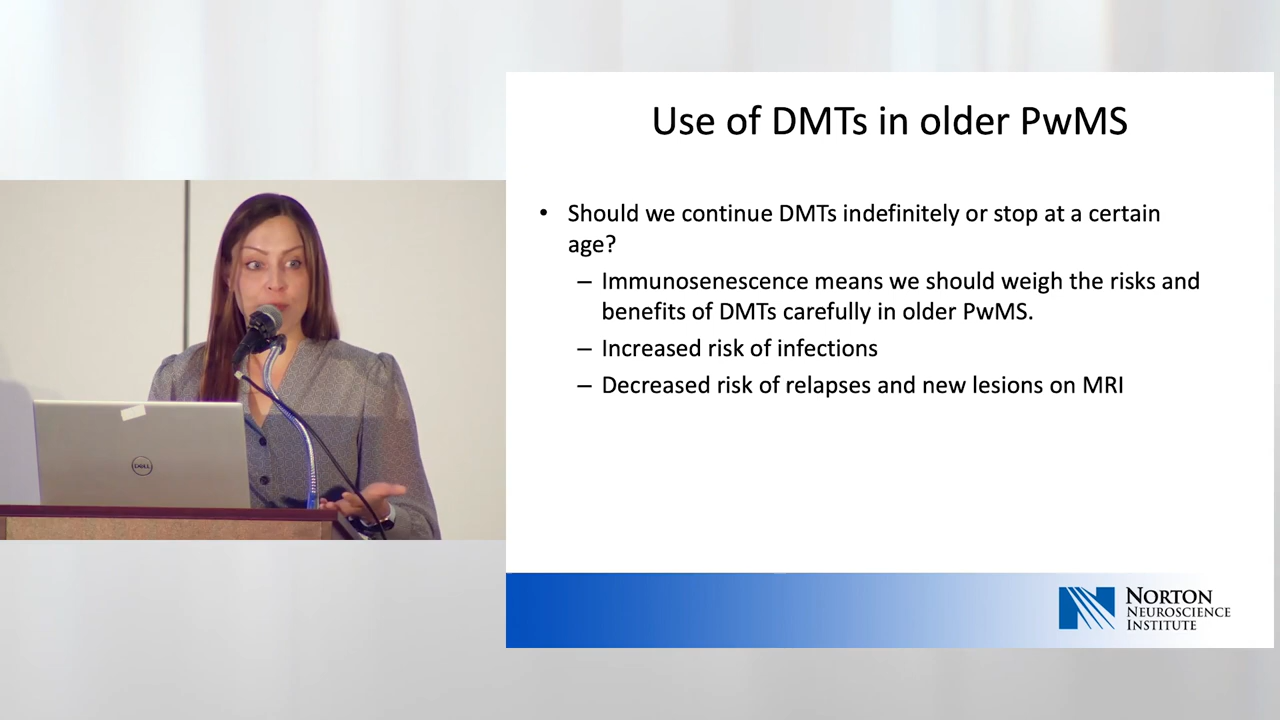 Use of DMTs in older PwMS
• Should we continue DMTs indefinitely or stop at a certain
age?
– Immunosenescence means we should weigh the risks and
benefits of DMTs carefully in older PwMS.
– Increased risk of infections
– Decreased risk of relapses and new lesions on MRI
DELL
NORTON
NEUROSCIENCE
INSTITUTE